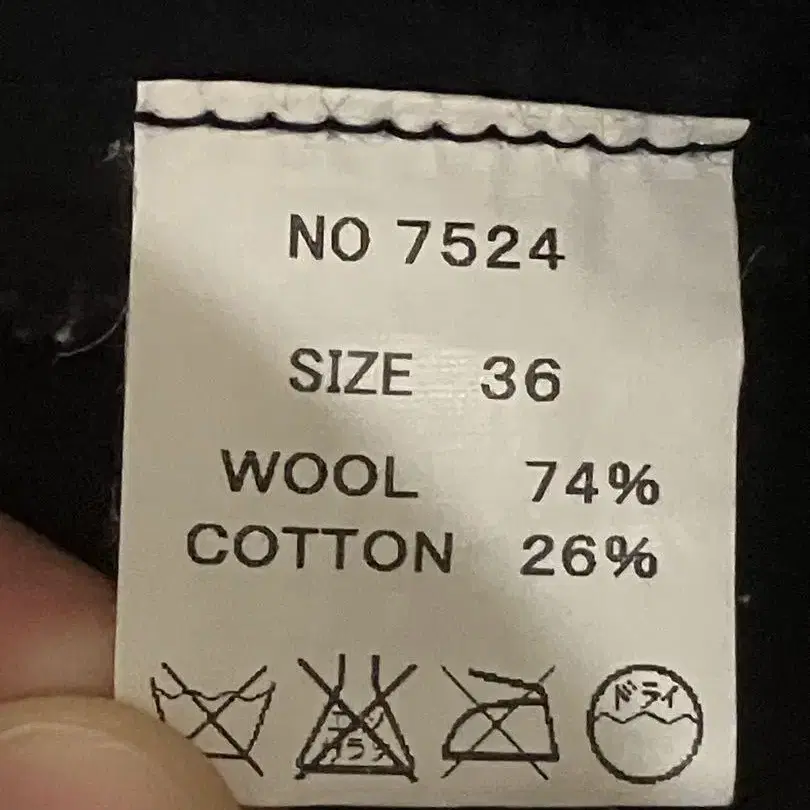 NO 7524
SIZE 36
WOOL 74%
COTTON 26%
ドライ